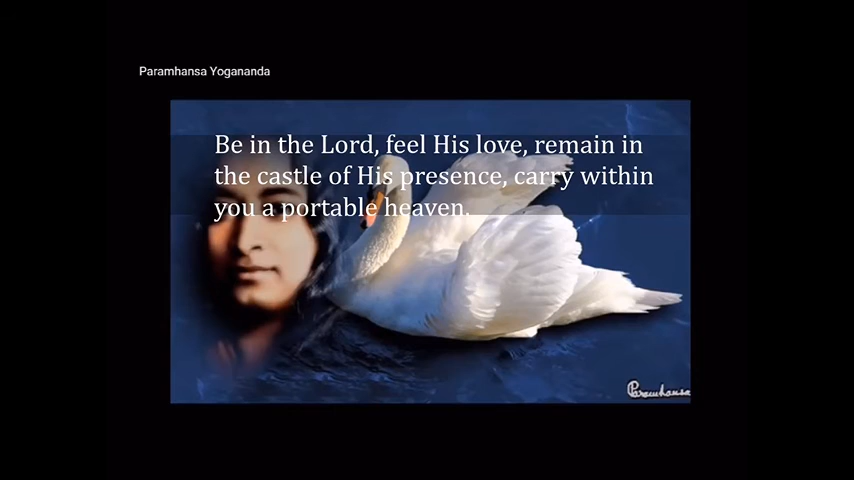 Paramhansa Yogananda
Be in the Lord, feel His love, remain in
the castle of His presence, carry within
you a portable heaven.
Paramhansa